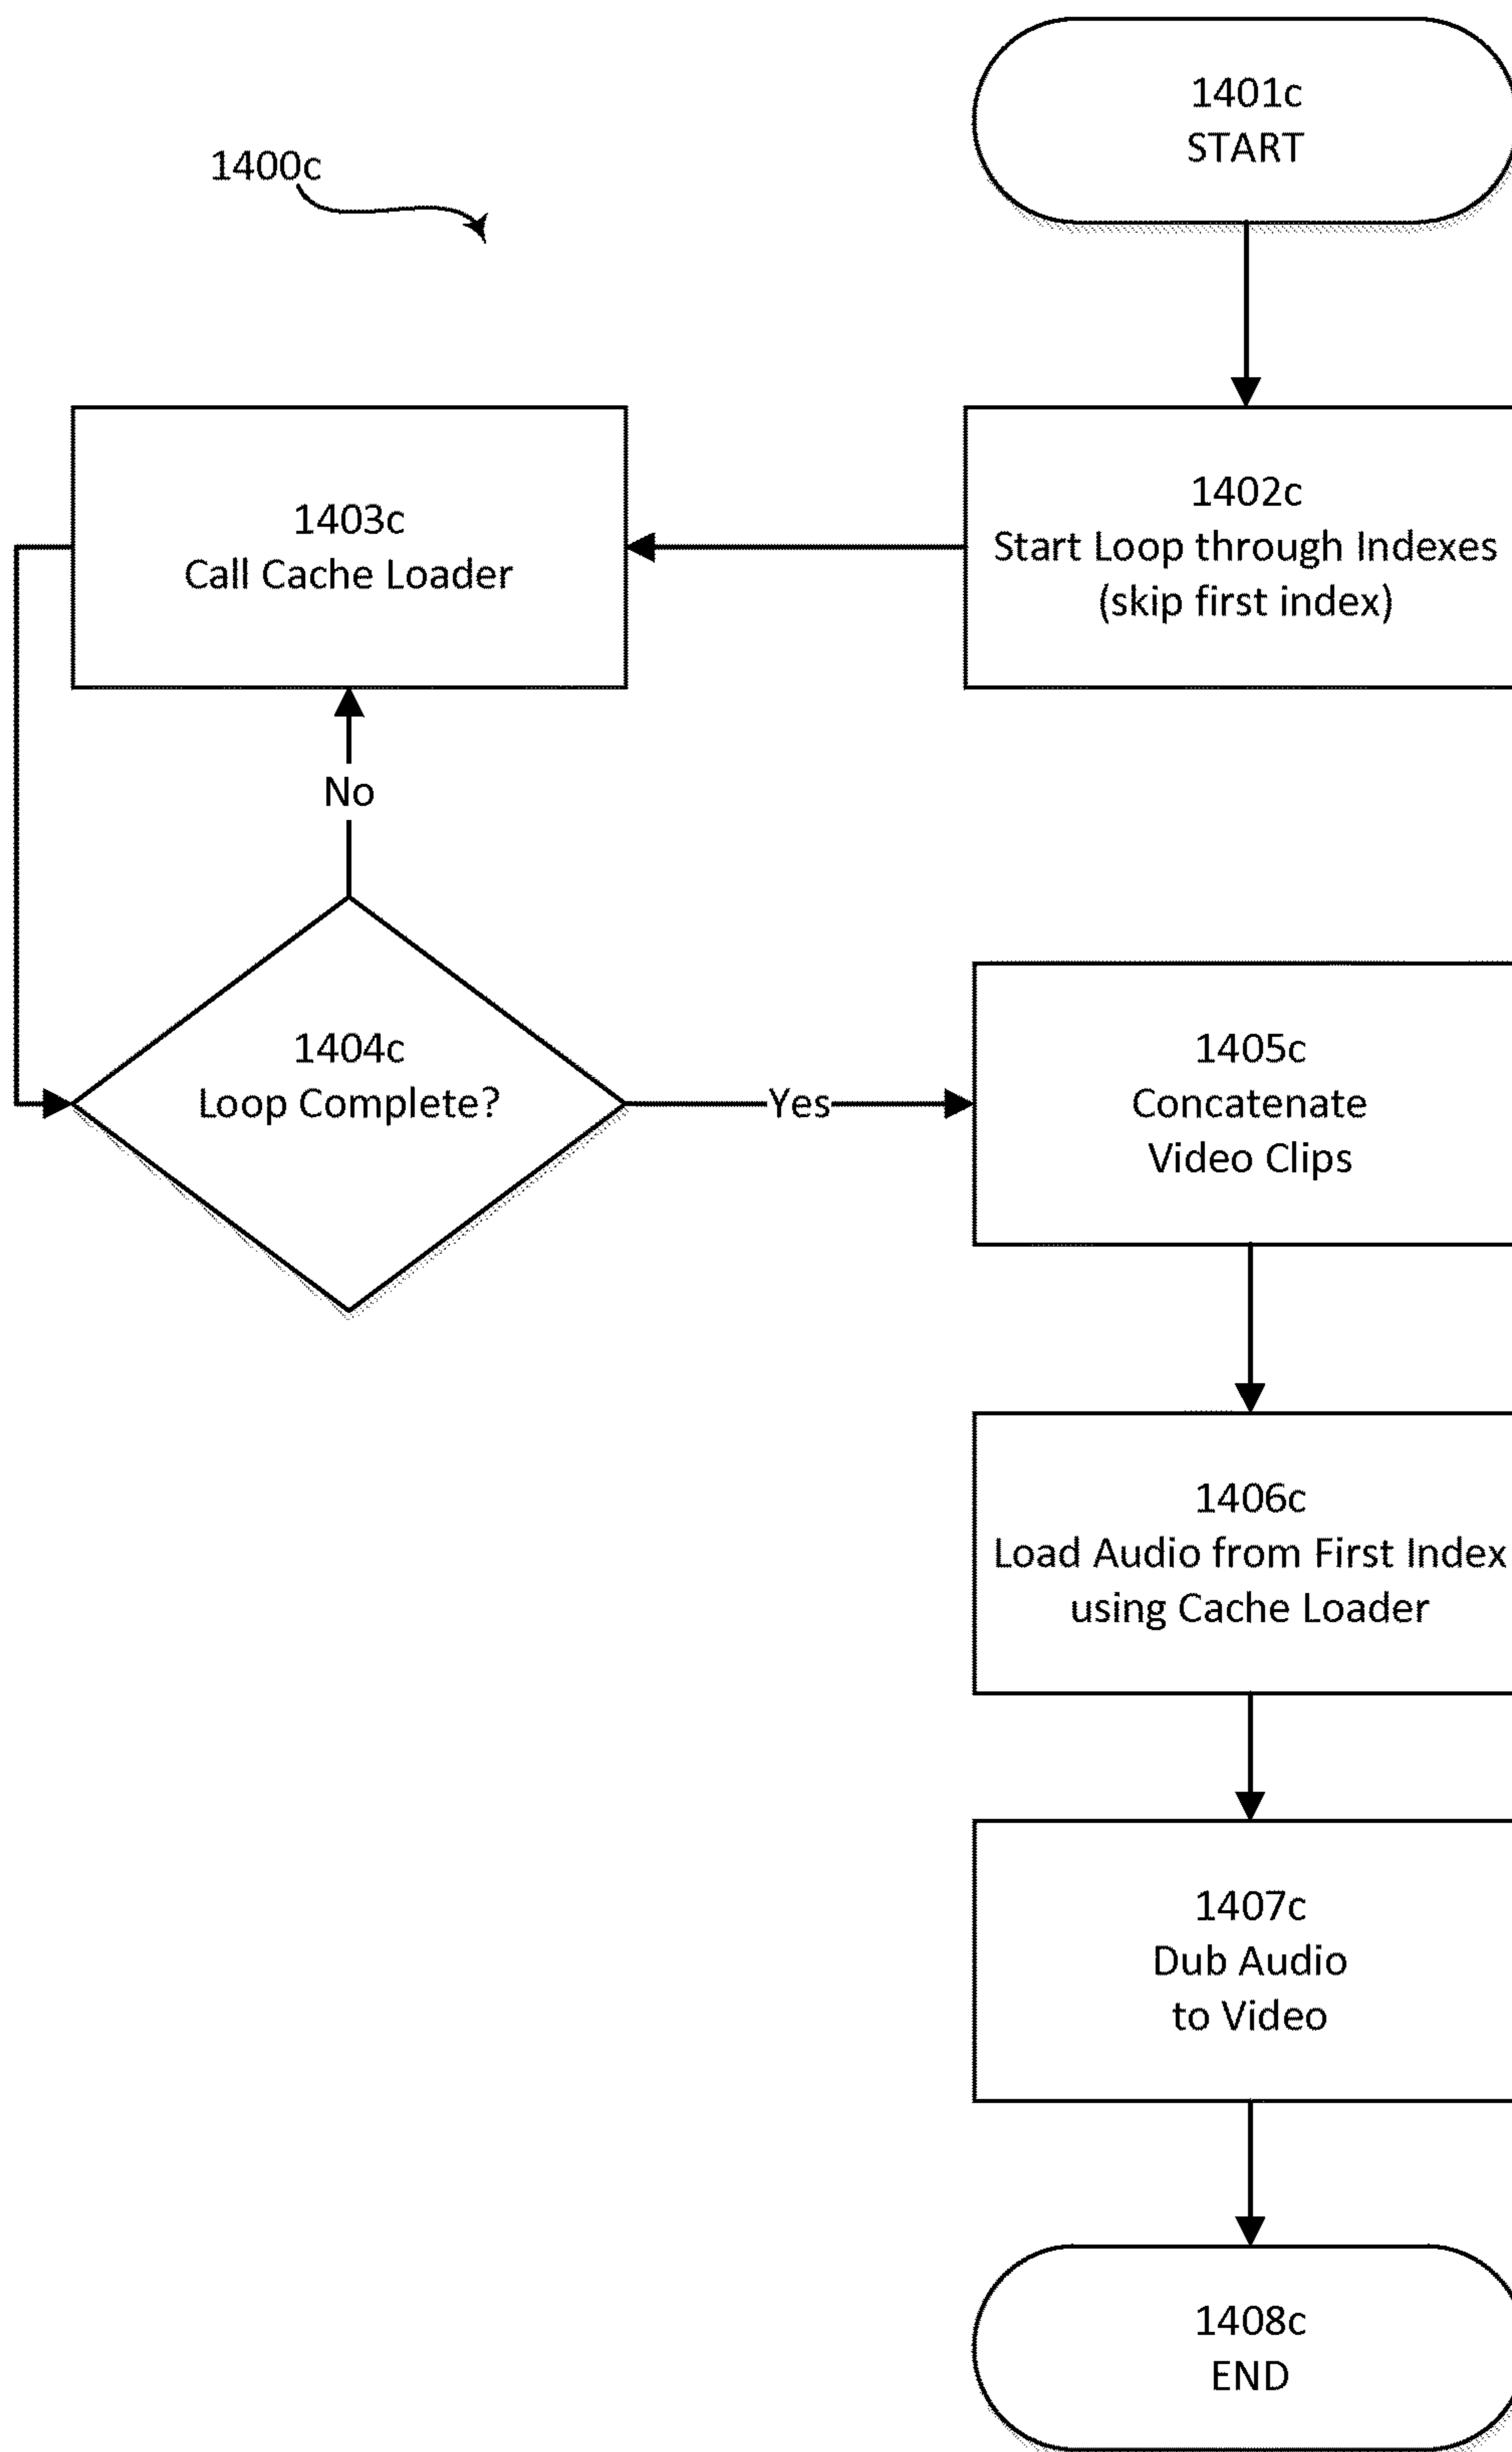 1400c
1401c
START
1402c
Start Loop through Indexes
(skip first index)
1403c
Call Cache Loader
No
1404c
Loop Complete?
Yes
1405c
Concatenate
Video Clips
1406c
Load Audio from First Index
using Cache Loader
1407c
Dub Audio
to Video
1408c
END